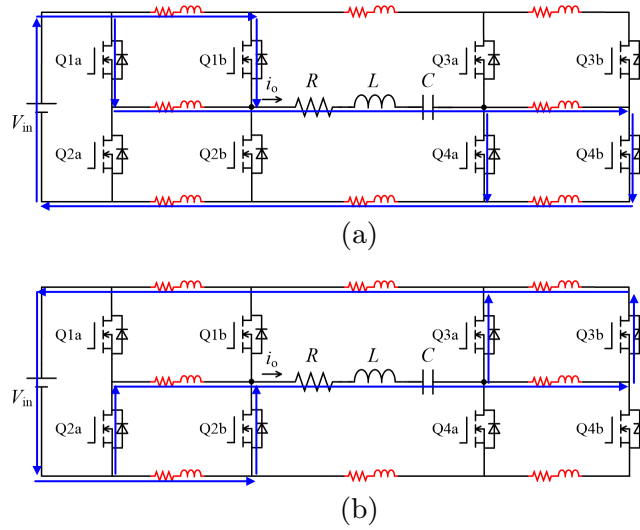 Q1a Q1b Q3a Q3b
i_o R L C
V_in
Q2a Q2b Q4a Q4b
(a)
Q1a Q1b Q3a Q3b
i_o R L C
V_in
Q2a Q2b Q4a Q4b
(b)